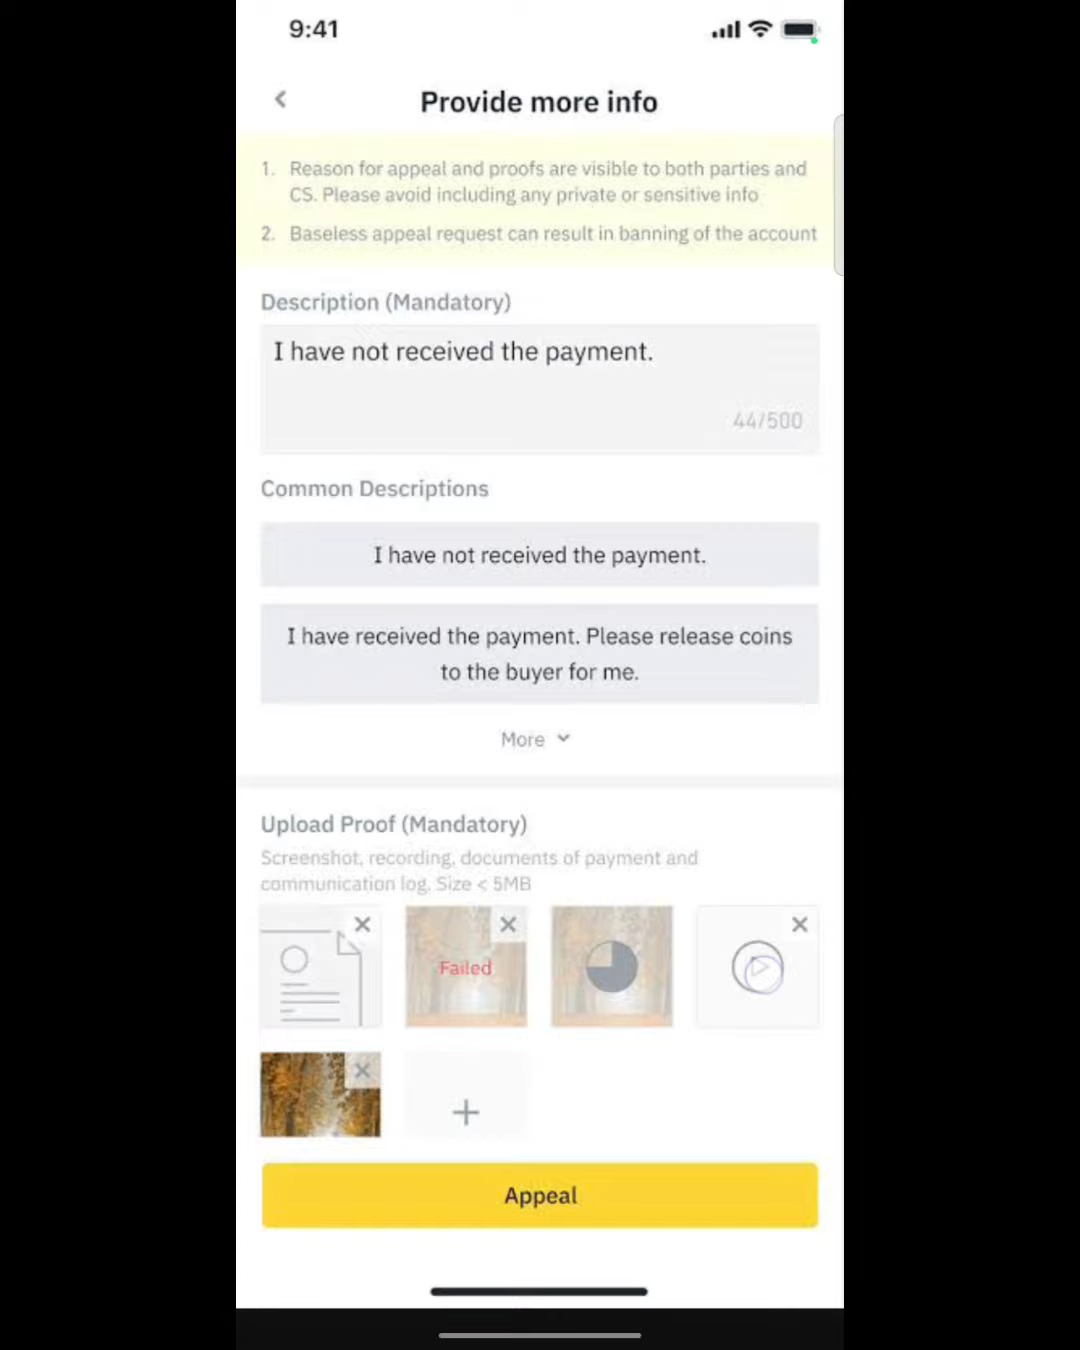 9:41
Provide more info
1. Reason for appeal and proofs are visible to both parties and
CS. Please avoid including any private or sensitive info
2. Baseless appeal request can result in banning of the account
Description (Mandatory)
I have not received the payment.
44/500
Common Descriptions
I have not received the payment.
I have received the payment. Please release coins
to the buyer for me.
More
Upload Proof (Mandatory)
Screenshot, recording, documents of payment and
communication log. Size < 5MB
Failed
Appeal